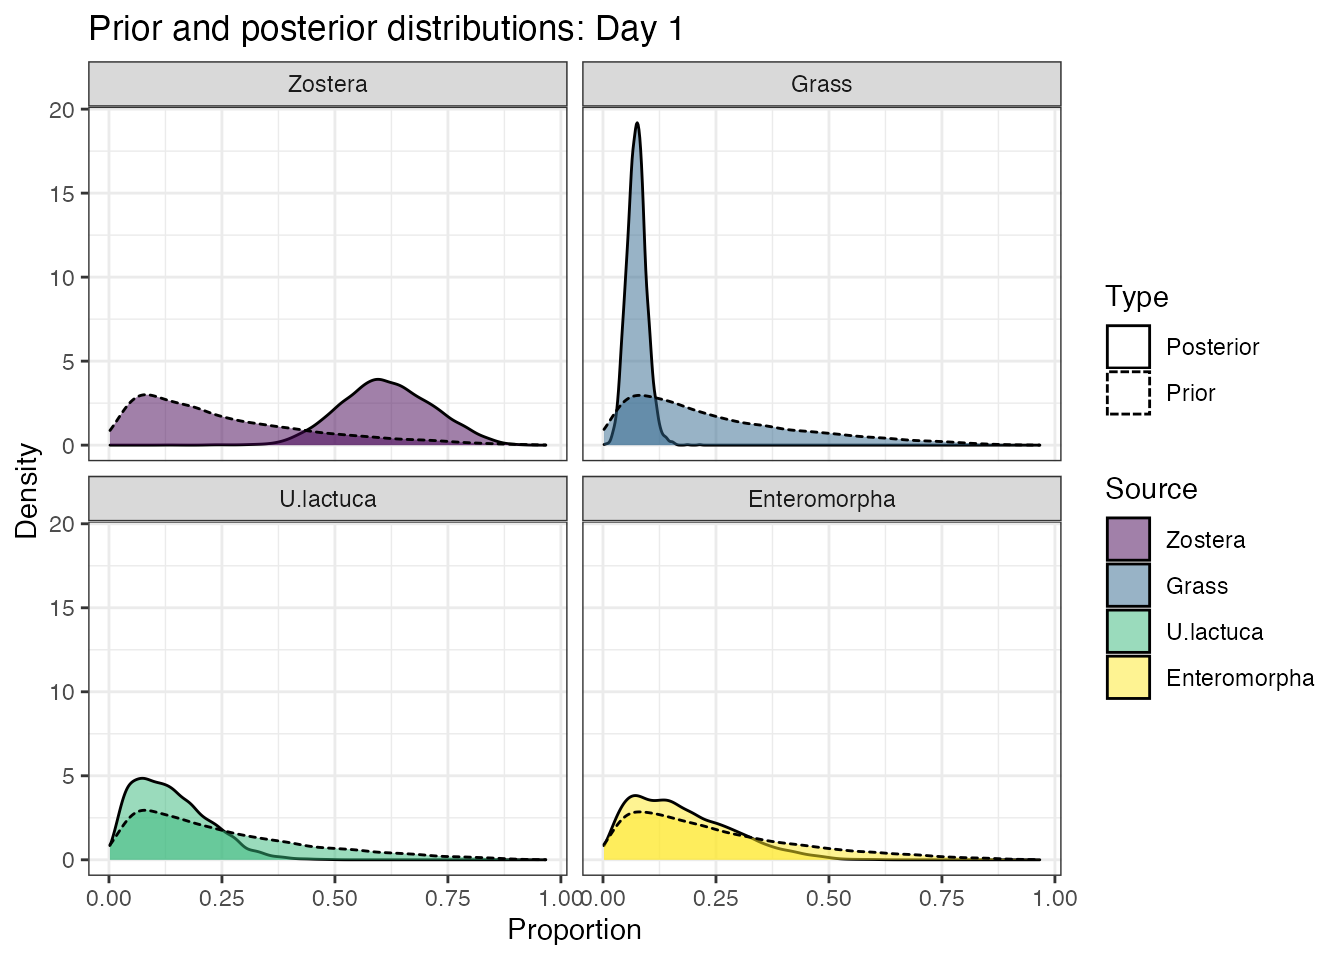 Prior and posterior distributions: Day 1
Zostera
Grass
20
15
10
5
0
U.lactuca
Enteromorpha
20
15
10
5
0
0.00 0.25 0.50 0.75 1.00
0.00 0.25 0.50 0.75 1.00
Proportion
Density
Type
Posterior
Prior
Source
Zostera
Grass
U.lactuca
Enteromorpha